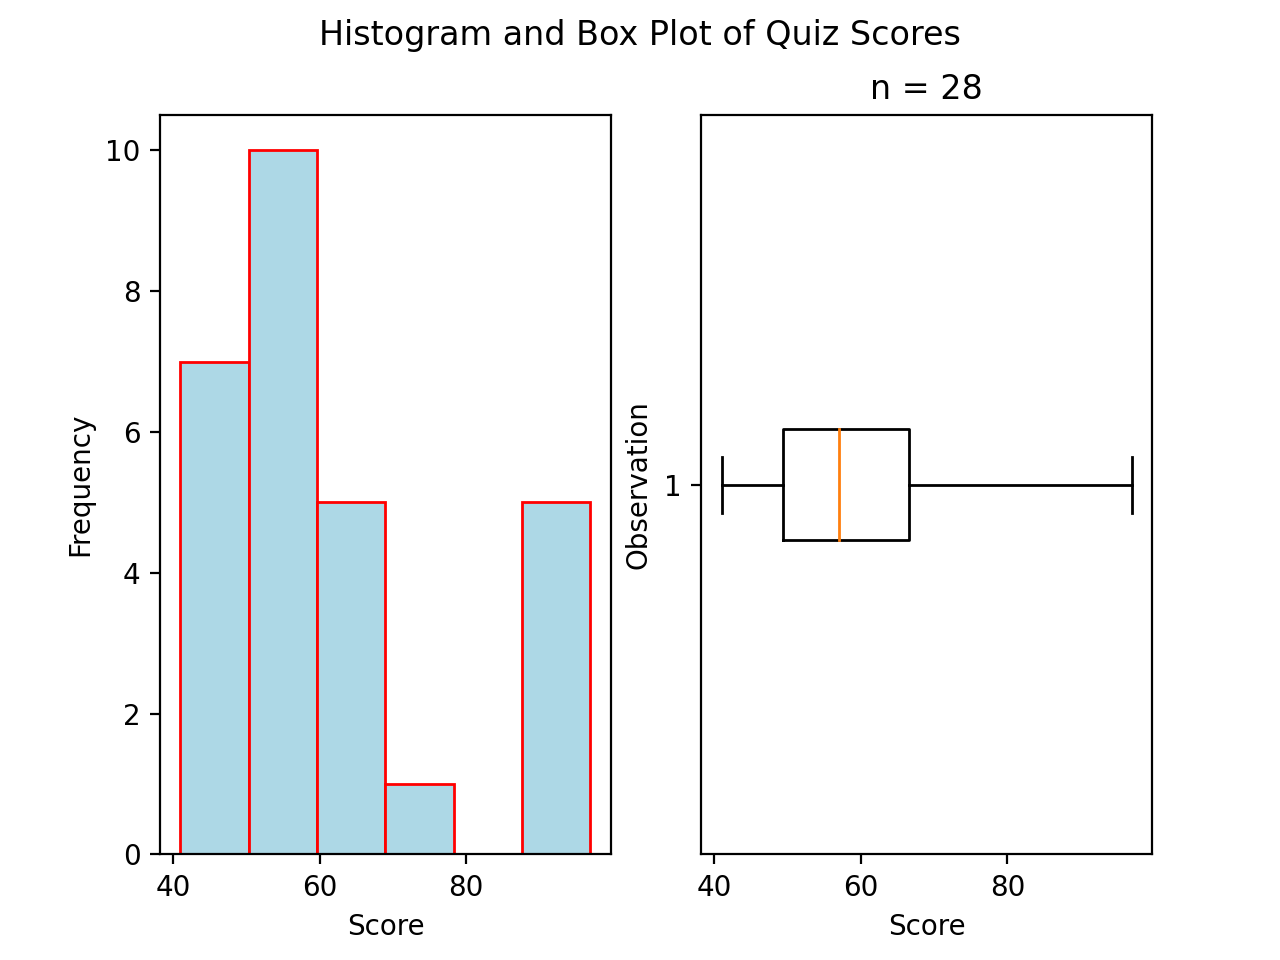 Histogram and Box Plot of Quiz Scores
10
8
6
4
2
0
Frequency
40 60 80
Score
n = 28
Observation
1
40 60 80
Score